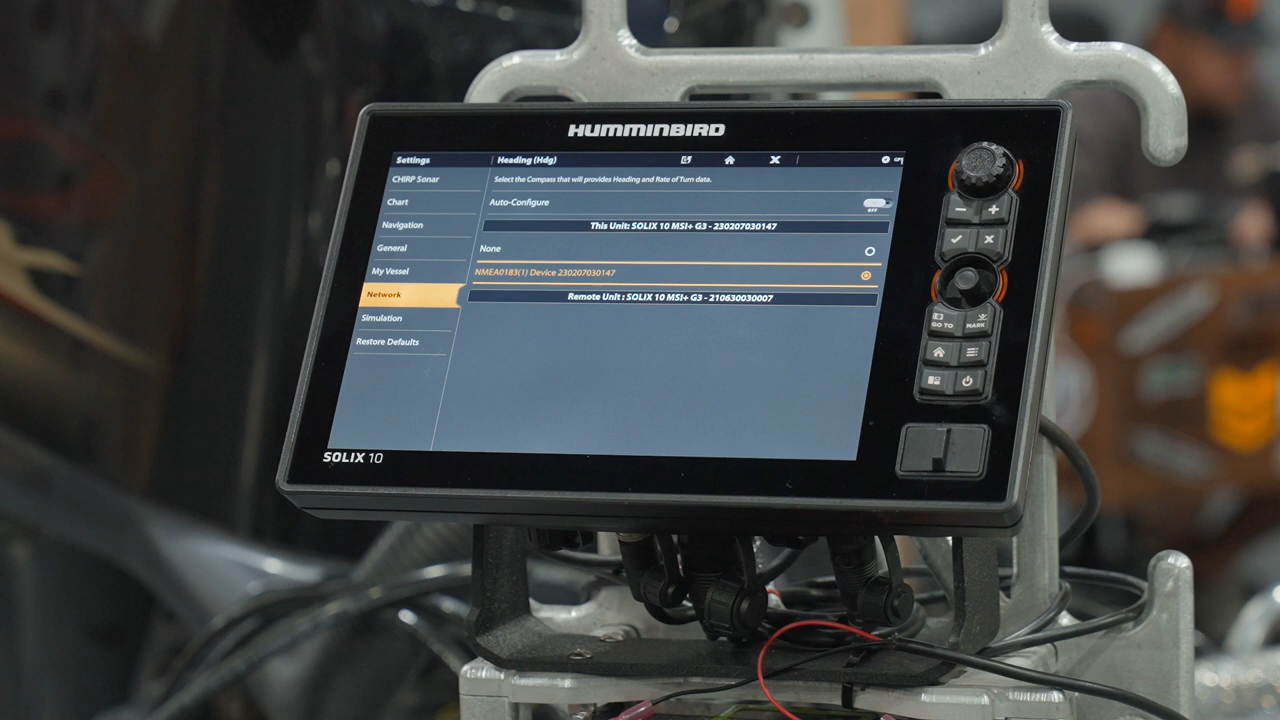 HUMMINBIRD
Settings
Heading (Hdg)
CHIRP Sonar
Select the Compass that will provides Heading and Rate of Turn data.
Chart
Auto-Configure
OFF
Navigation
This Unit: SOLIX 10 MSI+ G3 - 230207030147
General
None
My Vessel
NMEA0183(1) Device 230207030147
Network
Remote Unit : SOLIX 10 MSI+ G3 - 210630030007
Simulation
Restore Defaults
GO TO
MARK
SOLIX 10